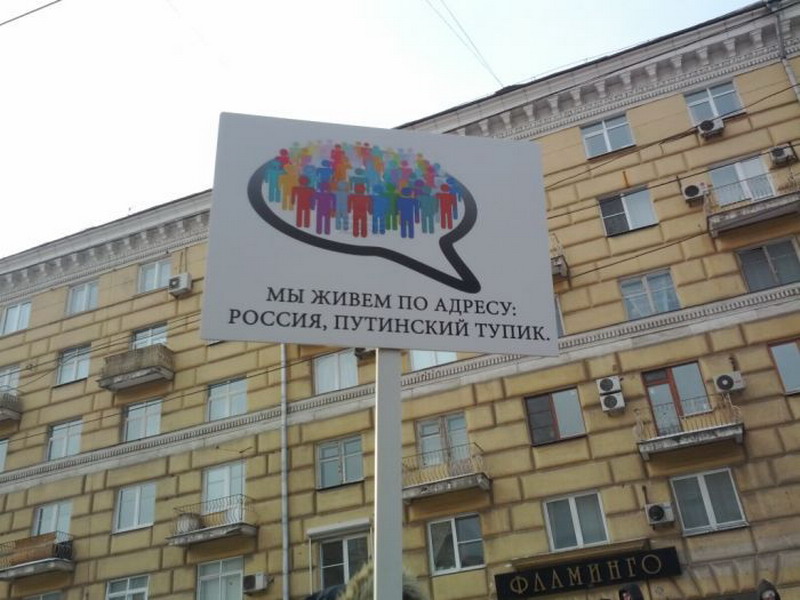 МЫ ЖИВЕМ ПО АДРЕСУ:
РОССИЯ, ПУТИНСКИЙ ТУПИК.
ФЛАМИНГО